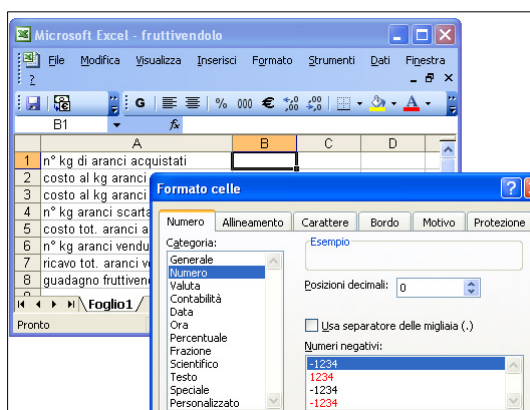 Microsoft Excel - fruttivendolo
File Modifica Visualizza Inserisci Formato Strumenti Dati Finestra
?
G % 000 € A
B1 fx
A B C D
1 n° kg di aranci acquistati
2 costo al kg aranci
3 costo al kg aranci
4 n° kg aranci scarta
5 costo tot. aranci a
6 n° kg aranci vendu
7 ricavo tot. aranci v
8 guadagno fruttiven
Foglio1
Pronto
Formato celle
Numero Allineamento Carattere Bordo Motivo Protezione
Categoria:
Generale
Numero
Valuta
Contabilità
Data
Ora
Percentuale
Frazione
Scientifico
Testo
Speciale
Personalizzato
Esempio
Posizioni decimali: 0
Usa separatore delle migliaia (.)
Numeri negativi:
-1234
1234
-1234
-1234